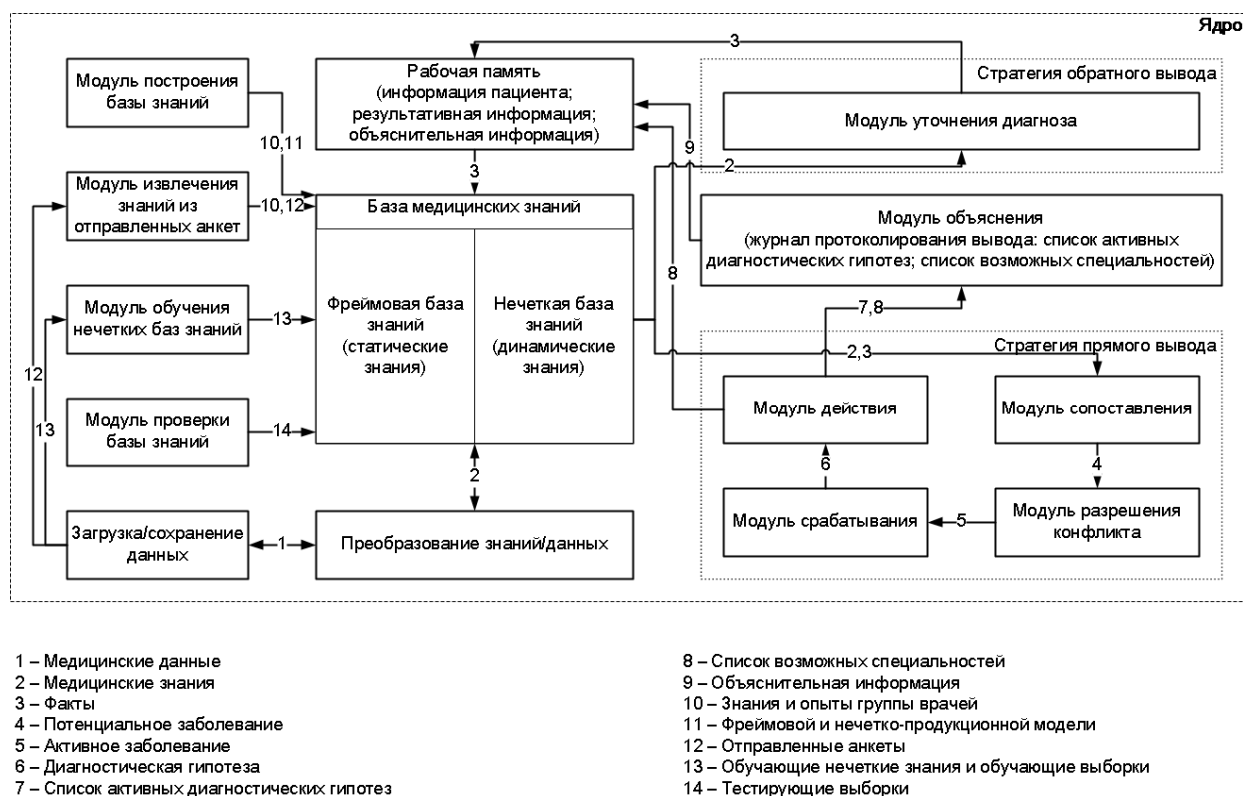 Ядро
3
Модуль построения
базы знаний
Рабочая память
(информация пациента;
результативная информация;
объяснительная информация)
Стратегия обратного вывода
Модуль уточнения диагноза
10,11
9
3
2
Модуль извлечения
знаний из
отправленных анкет
10,12
База медицинских знаний
Модуль объяснения
(журнал протоколирования вывода: список активных
диагностических гипотез; список возможных специальностей)
8
Модуль обучения
нечетких баз знаний
13
Фреймовая база
знаний
(статические
знания)
Нечеткая база
знаний
(динамические
знания)
7,8
Стратегия прямого вывода
2,3
12
13
Модуль действия
Модуль сопоставления
Модуль проверки
базы знаний
14
6
4
2
Модуль срабатывания
5
Модуль разрешения
конфликта
Загрузка/сохранение
данных
1
Преобразование знаний/данных
1 – Медицинские данные
2 – Медицинские знания
3 – Факты
4 – Потенциальное заболевание
5 – Активное заболевание
6 – Диагностическая гипотеза
7 – Список активных диагностических гипотез
8 – Список возможных специальностей
9 – Объяснительная информация
10 – Знания и опыты группы врачей
11 – Фреймовой и нечетко-продукционной модели
12 – Отправленные анкеты
13 – Обучающие нечеткие знания и обучающие выборки
14 – Тестирующие выборки